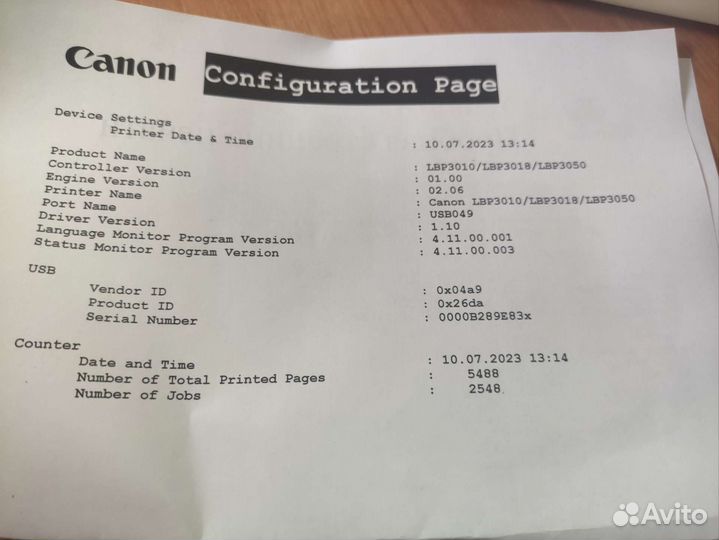 Canon Configuration Page
Device Settings
Printer Date & Time : 10.07.2023 13:14
Product Name : LBP3010/LBP3018/LBP3050
Controller Version : 01.00
Engine Version : 02.06
Printer Name : Canon LBP3010/LBP3018/LBP3050
Port Name : USB049
Driver Version : 1.10
Language Monitor Program Version : 4.11.00.001
Status Monitor Program Version : 4.11.00.003
USB
Vendor ID : 0x04a9
Product ID : 0x26da
Serial Number : 0000B289E83x
Counter
Date and Time : 10.07.2023 13:14
Number of Total Printed Pages : 5488
Number of Jobs : 2548
Avito